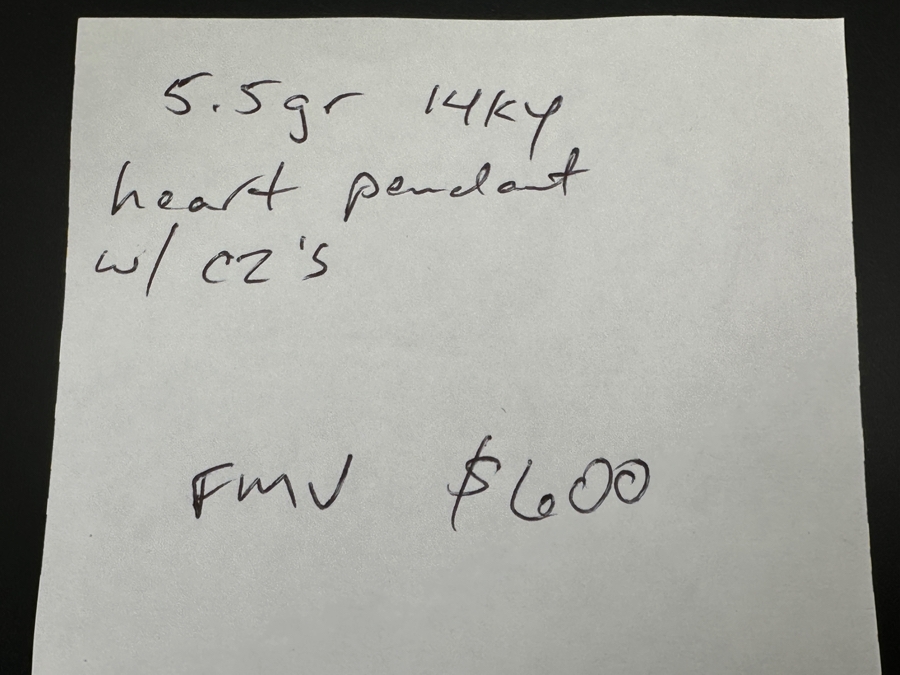 5.5gr 14Ky
heart pendant
w/ CZ's
FMV $600